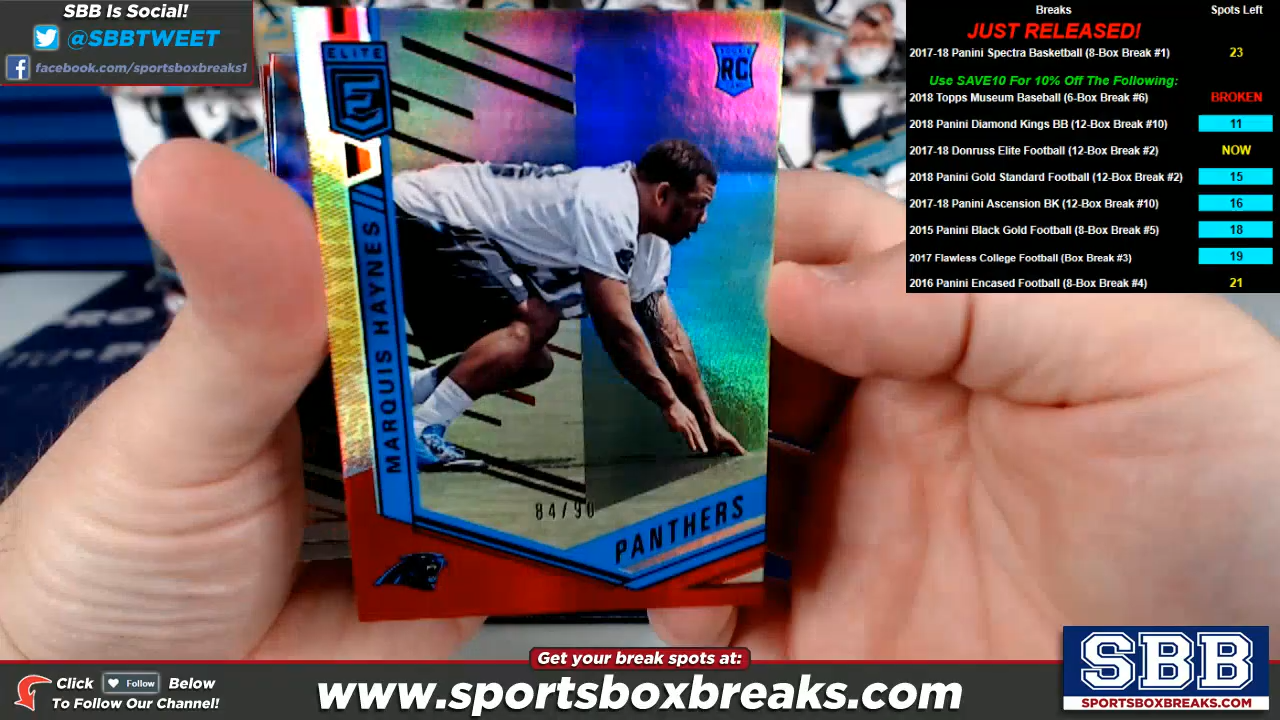 SBB Is Social!
@SBBTWEET
facebook.com/sportsboxbreaks1
Breaks Spots Left
JUST RELEASED!
2017-18 Panini Spectra Basketball (8-Box Break #1) 23
Use SAVE10 For 10% Off The Following:
2018 Topps Museum Baseball (6-Box Break #6) BROKEN
2018 Panini Diamond Kings BB (12-Box Break #10) 11
2017-18 Donruss Elite Football (12-Box Break #2) NOW
2018 Panini Gold Standard Football (12-Box Break #2) 15
2017-18 Panini Ascension BK (12-Box Break #10) 16
2015 Panini Black Gold Football (8-Box Break #5) 18
2017 Flawless College Football (Box Break #3) 19
2016 Panini Encased Football (8-Box Break #4) 21
ELITE
E
RC
MARQUIS HAYNES
84/90
PANTHERS
Get your break spots at:
Click Follow Below
To Follow Our Channel!
www.sportsboxbreaks.com
SBB
SPORTSBOXBREAKS.COM